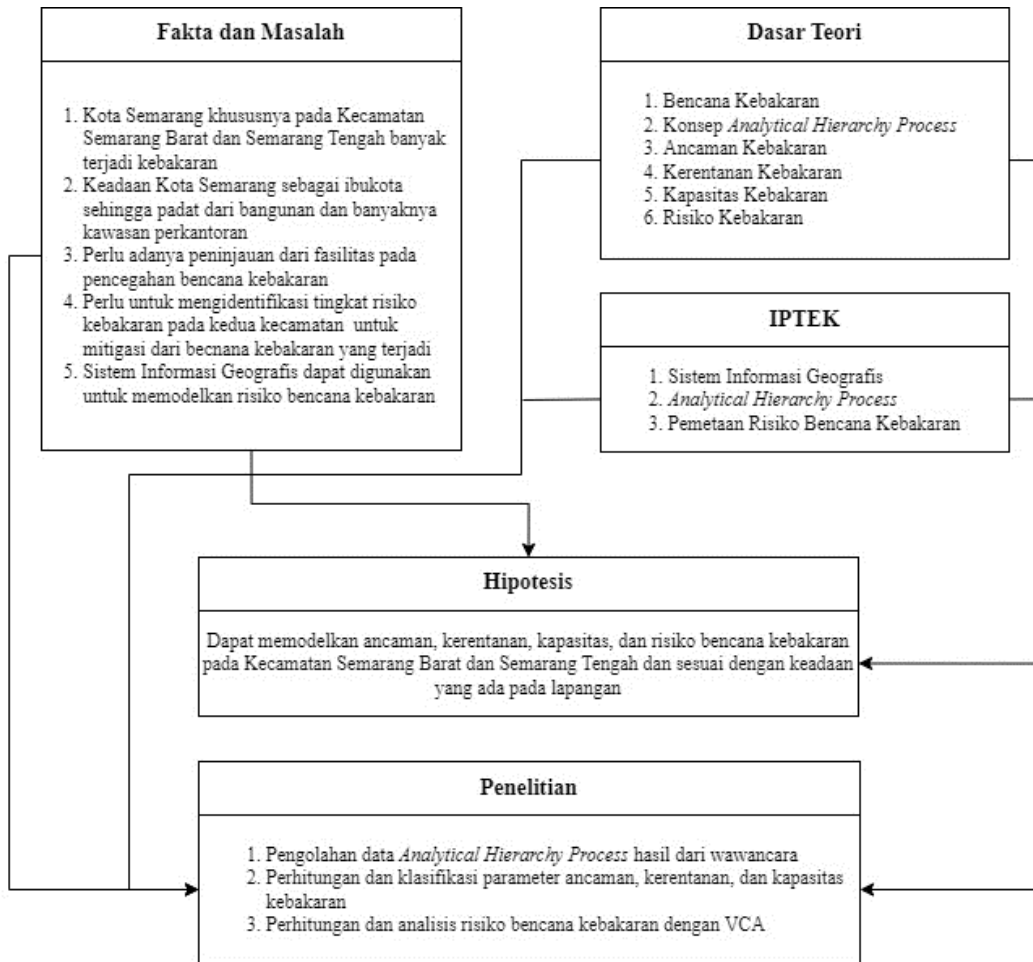 Fakta dan Masalah
1. Kota Semarang khususnya pada Kecamatan
Semarang Barat dan Semarang Tengah banyak
terjadi kebakaran
2. Keadaan Kota Semarang sebagai ibukota
sehingga padat dari bangunan dan banyaknya
kawasan perkantoran
3. Perlu adanya peninjauan dari fasilitas pada
pencegahan bencana kebakaran
4. Perlu untuk mengidentifikasi tingkat risiko
kebakaran pada kedua kecamatan untuk
mitigasi dari becnana kebakaran yang terjadi
5. Sistem Informasi Geografis dapat digunakan
untuk memodelkan risiko bencana kebakaran
Dasar Teori
1. Bencana Kebakaran
2. Konsep Analytical Hierarchy Process
3. Ancaman Kebakaran
4. Kerentanan Kebakaran
5. Kapasitas Kebakaran
6. Risiko Kebakaran
IPTEK
1. Sistem Informasi Geografis
2. Analytical Hierarchy Process
3. Pemetaan Risiko Bencana Kebakaran
Hipotesis
Dapat memodelkan ancaman, kerentanan, kapasitas, dan risiko bencana kebakaran
pada Kecamatan Semarang Barat dan Semarang Tengah dan sesuai dengan keadaan
yang ada pada lapangan
Penelitian
1. Pengolahan data Analytical Hierarchy Process hasil dari wawancara
2. Perhitungan dan klasifikasi parameter ancaman, kerentanan, dan kapasitas
kebakaran
3. Perhitungan dan analisis risiko bencana kebakaran dengan VCA